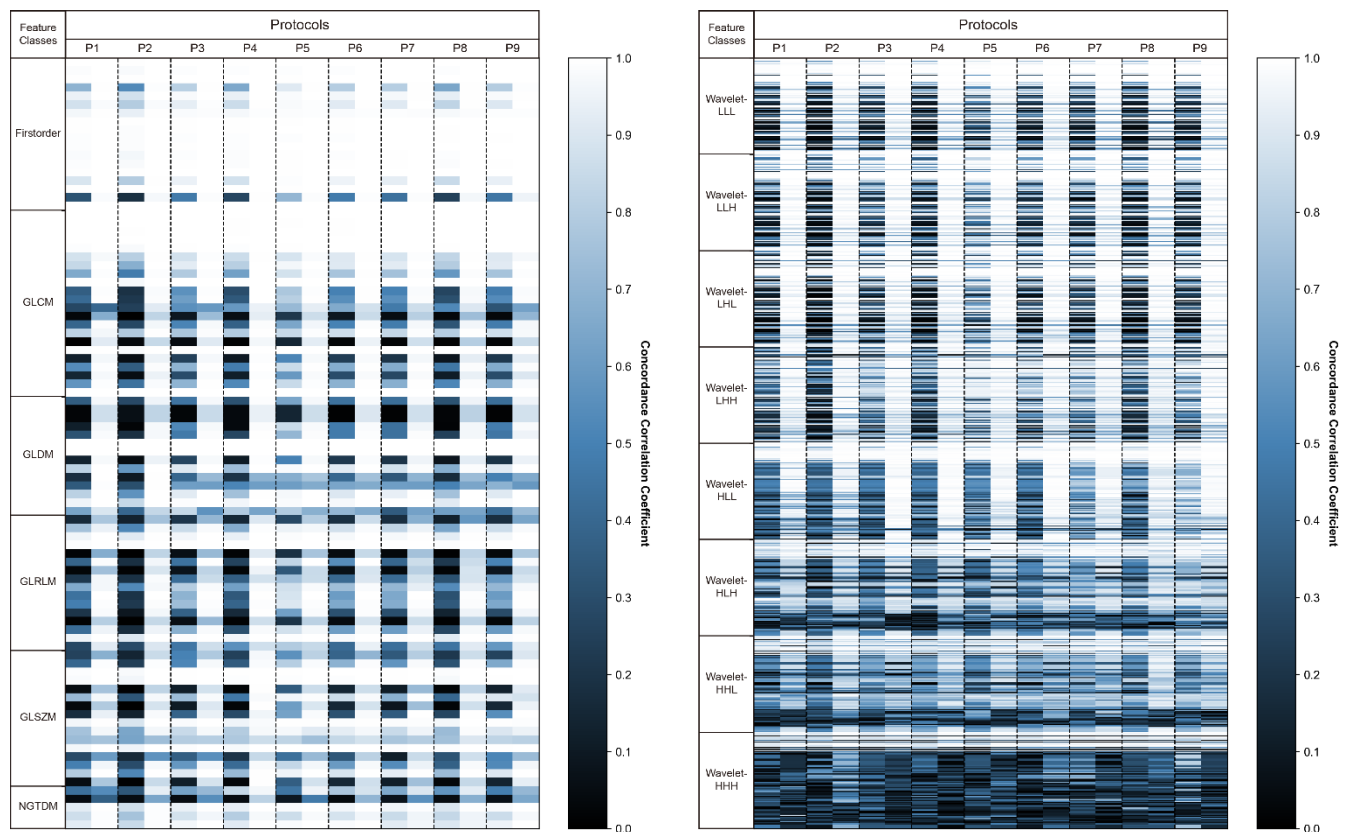 Feature
Classes
Protocols
P1 P2 P3 P4 P5 P6 P7 P8 P9
Firstorder
GLCM
GLDM
GLRLM
GLSZM
NGTDM
1.0
0.9
0.8
0.7
0.6
0.5
0.4
0.3
0.2
0.1
0.0
Concordance Correlation Coefficient
Feature
Classes
Protocols
P1 P2 P3 P4 P5 P6 P7 P8 P9
Wavelet-
LLL
Wavelet-
LLH
Wavelet-
LHL
Wavelet-
LHH
Wavelet-
HLL
Wavelet-
HLH
Wavelet-
HHL
Wavelet-
HHH
1.0
0.9
0.8
0.7
0.6
0.5
0.4
0.3
0.2
0.1
0.0
Concordance Correlation Coefficient